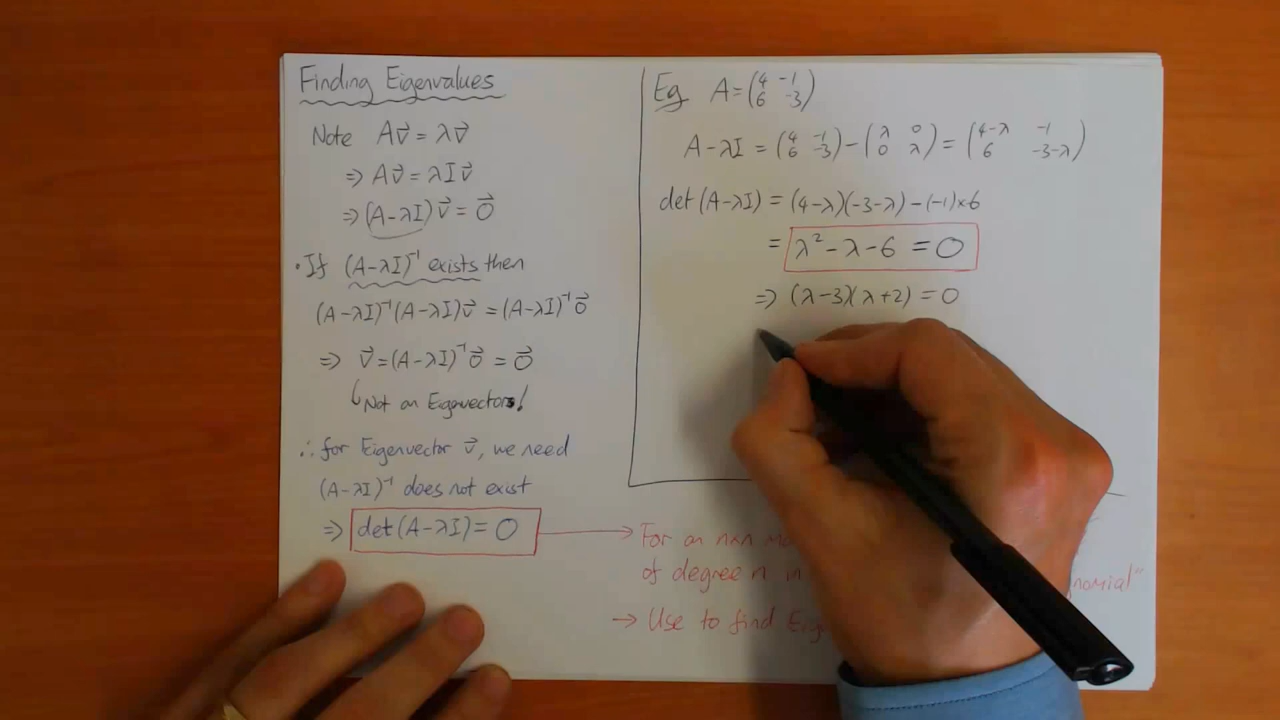 Finding Eigenvalues
Note Av⃗ = λv⃗
⇒ Av⃗ = λIv⃗
⇒ (A-λI)v⃗ = 0⃗
• If (A-λI)⁻¹ exists then
(A-λI)⁻¹(A-λI)v⃗ = (A-λI)⁻¹0⃗
⇒ v⃗ = (A-λI)⁻¹0⃗ = 0⃗
Not an Eigenvector!
∴ for Eigenvector v⃗, we need
(A-λI)⁻¹ does not exist
⇒ det(A-λI) = 0
Eg A = (4 -1
6 -3)
A-λI = (4 -1
6 -3) - (λ 0
0 λ) = (4-λ -1
6 -3-λ)
det(A-λI) = (4-λ)(-3-λ) - (-1)×6
= λ² - λ - 6 = 0
⇒ (λ-3)(λ+2) = 0
→ For an n×n
of degree n in
→ Use to find